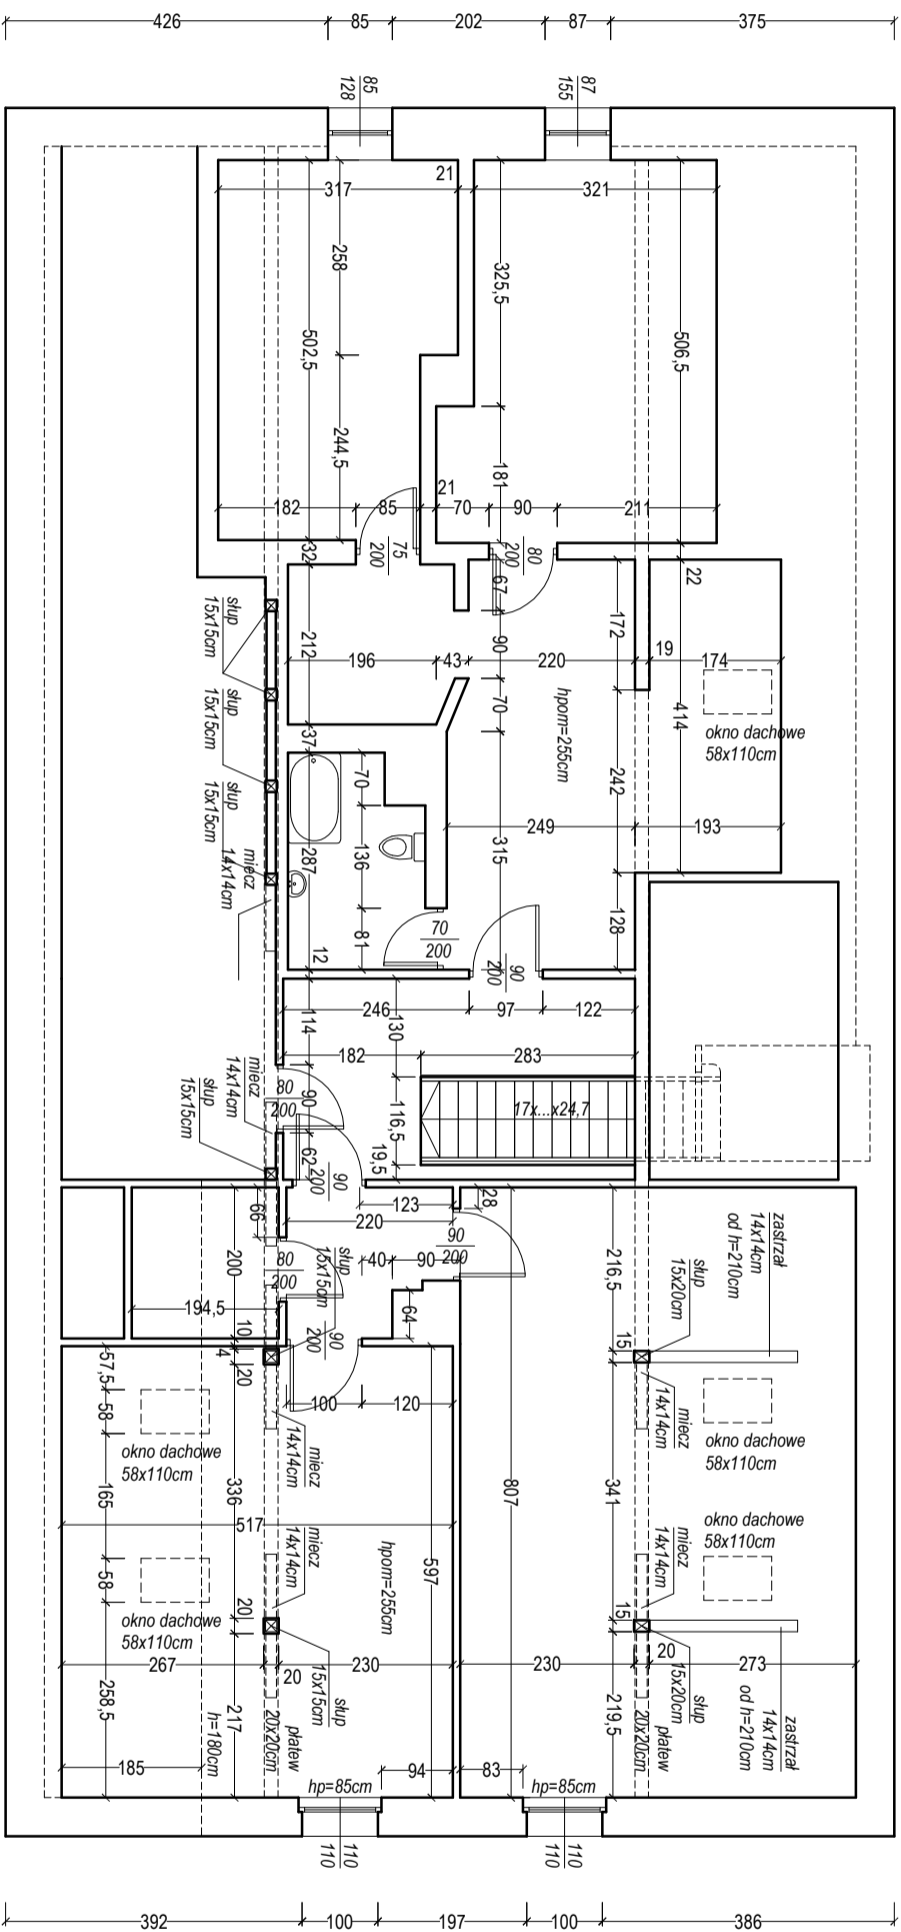 426
85
202
87
375
85
128
87
155
317
21
321
258
325,5
502,5
506,5
244,5
181
21
182
85
70
90
211
32
75
200
80
200
67
22
172
212
90
196
43
220
19
174
słup
15x15cm
70
414
hpom=255cm
okno dachowe
58x110cm
słup
15x15cm
37
70
242
249
193
słup
15x15cm
136
315
287
miecz
14x14cm
128
81
70
200
12
90
200
246
97
122
114
130
182
283
miecz
14x14cm
80
200
90
17x...x24,7
116,5
słup
15x15cm
62
19,5
90
200
123
28
66
220
90
200
200
40
90
80
200
słup
15x15cm
216,5
słup
15x20cm
zastrzał
14x14cm
od h=210cm
194,5
64
10
90
200
57,5
4
20
15
100
120
58
miecz
14x14cm
miecz
14x14cm
okno dachowe
58x110cm
okno dachowe
58x110cm
165
336
807
341
517
okno dachowe
58x110cm
miecz
14x14cm
miecz
14x14cm
hpom=255cm
597
58
20
15
okno dachowe
58x110cm
267
20
230
230
20
273
słup
15x15cm
słup
15x20cm
zastrzał
14x14cm
od h=210cm
258,5
217
219,5
h=180cm
płatew
20x20cm
płatew
20x20cm
185
94
83
hp=85cm
hp=85cm
110
110
110
110
392
100
197
100
386